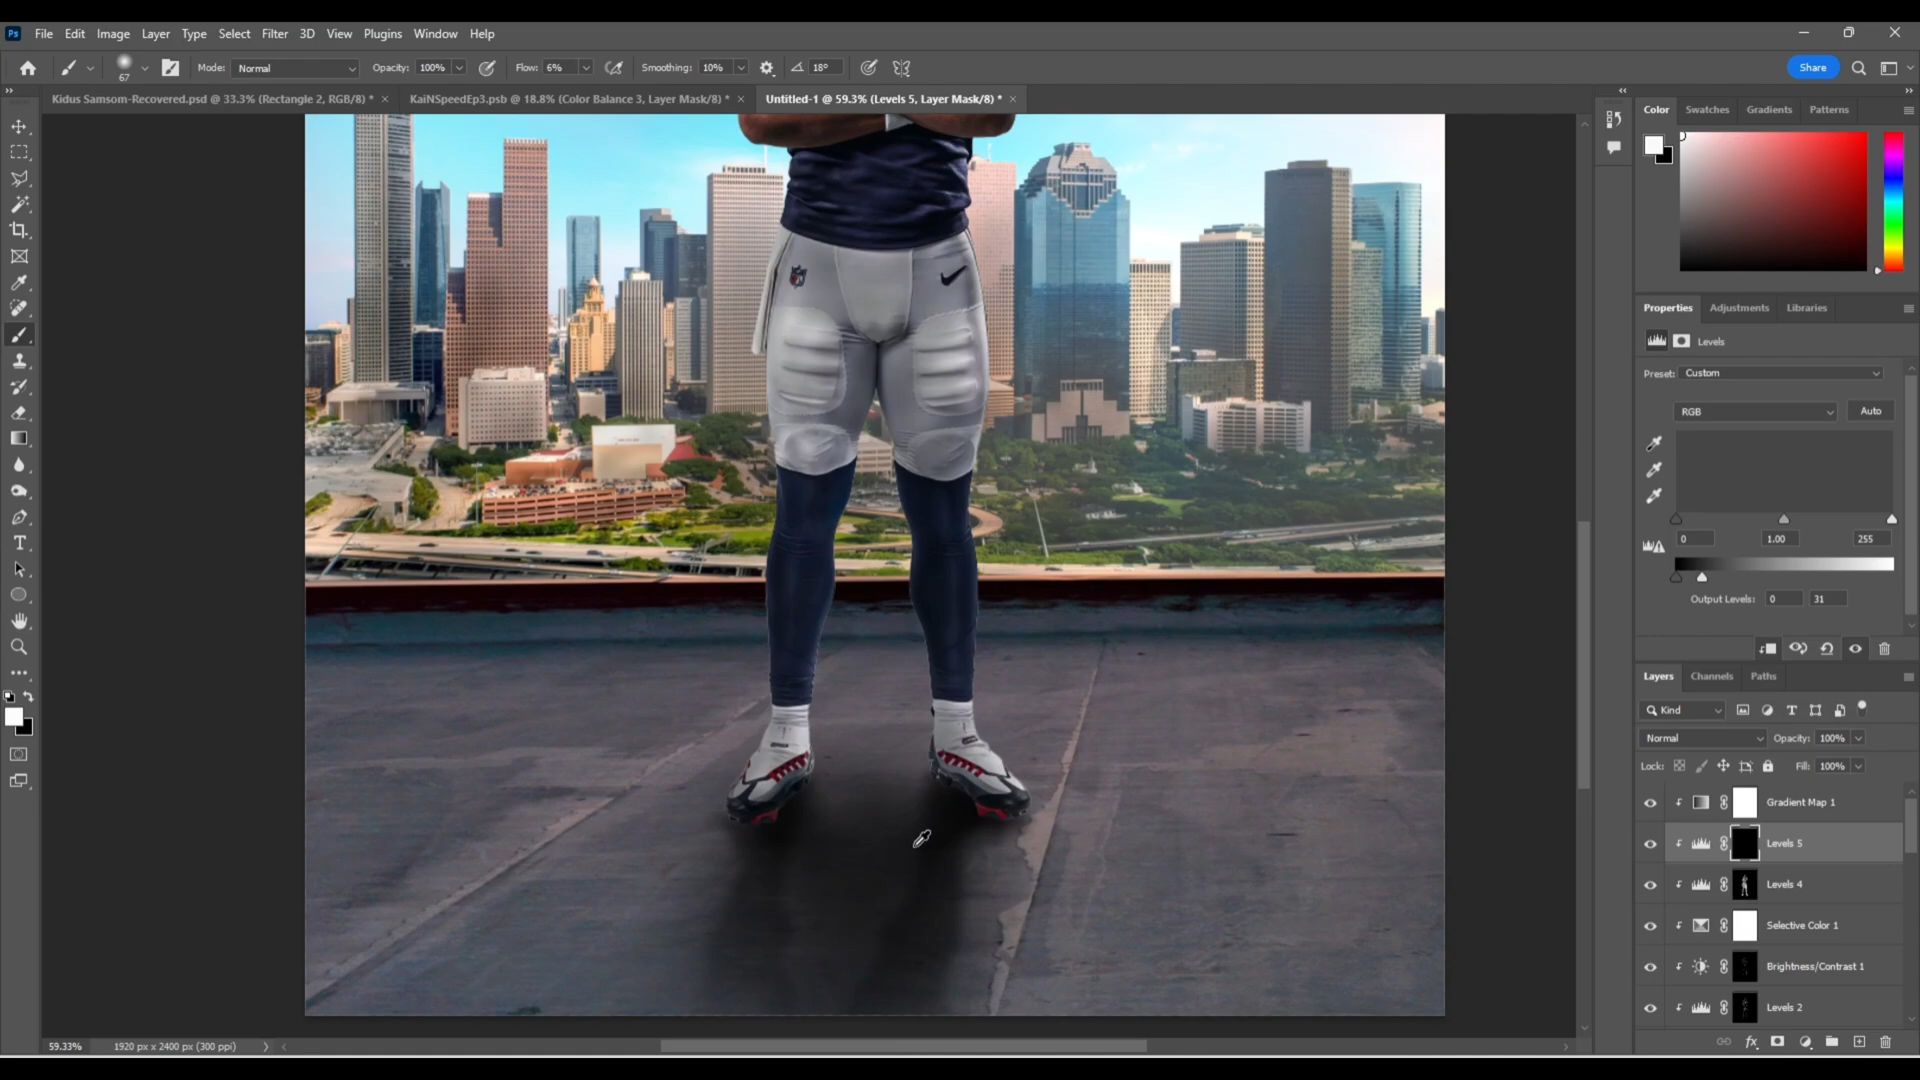 Ps File Edit Image Layer Type Select Filter 3D View Plugins Window Help
67 Mode: Normal Opacity: 100% Flow: 6% Smoothing: 10% 18° Share
Kidus Samsom-Recovered.psd @ 33.3% (Rectangle 2, RGB/8) * × KaiNSpeedEp3.psb @ 18.8% (Color Balance 3, Layer Mask/8) * × Untitled-1 @ 59.3% (Levels 5, Layer Mask/8) * ×
Color Swatches Gradients Patterns
Properties Adjustments Libraries
Levels
Preset: Custom
RGB Auto
0 1.00 255
Output Levels: 0 31
Layers Channels Paths
Kind
Normal Opacity: 100%
Lock: Fill: 100%
Gradient Map 1
Levels 5
Levels 4
Selective Color 1
Brightness/Contrast 1
Levels 2
59.33% 1920 px x 2400 px (300 ppi)